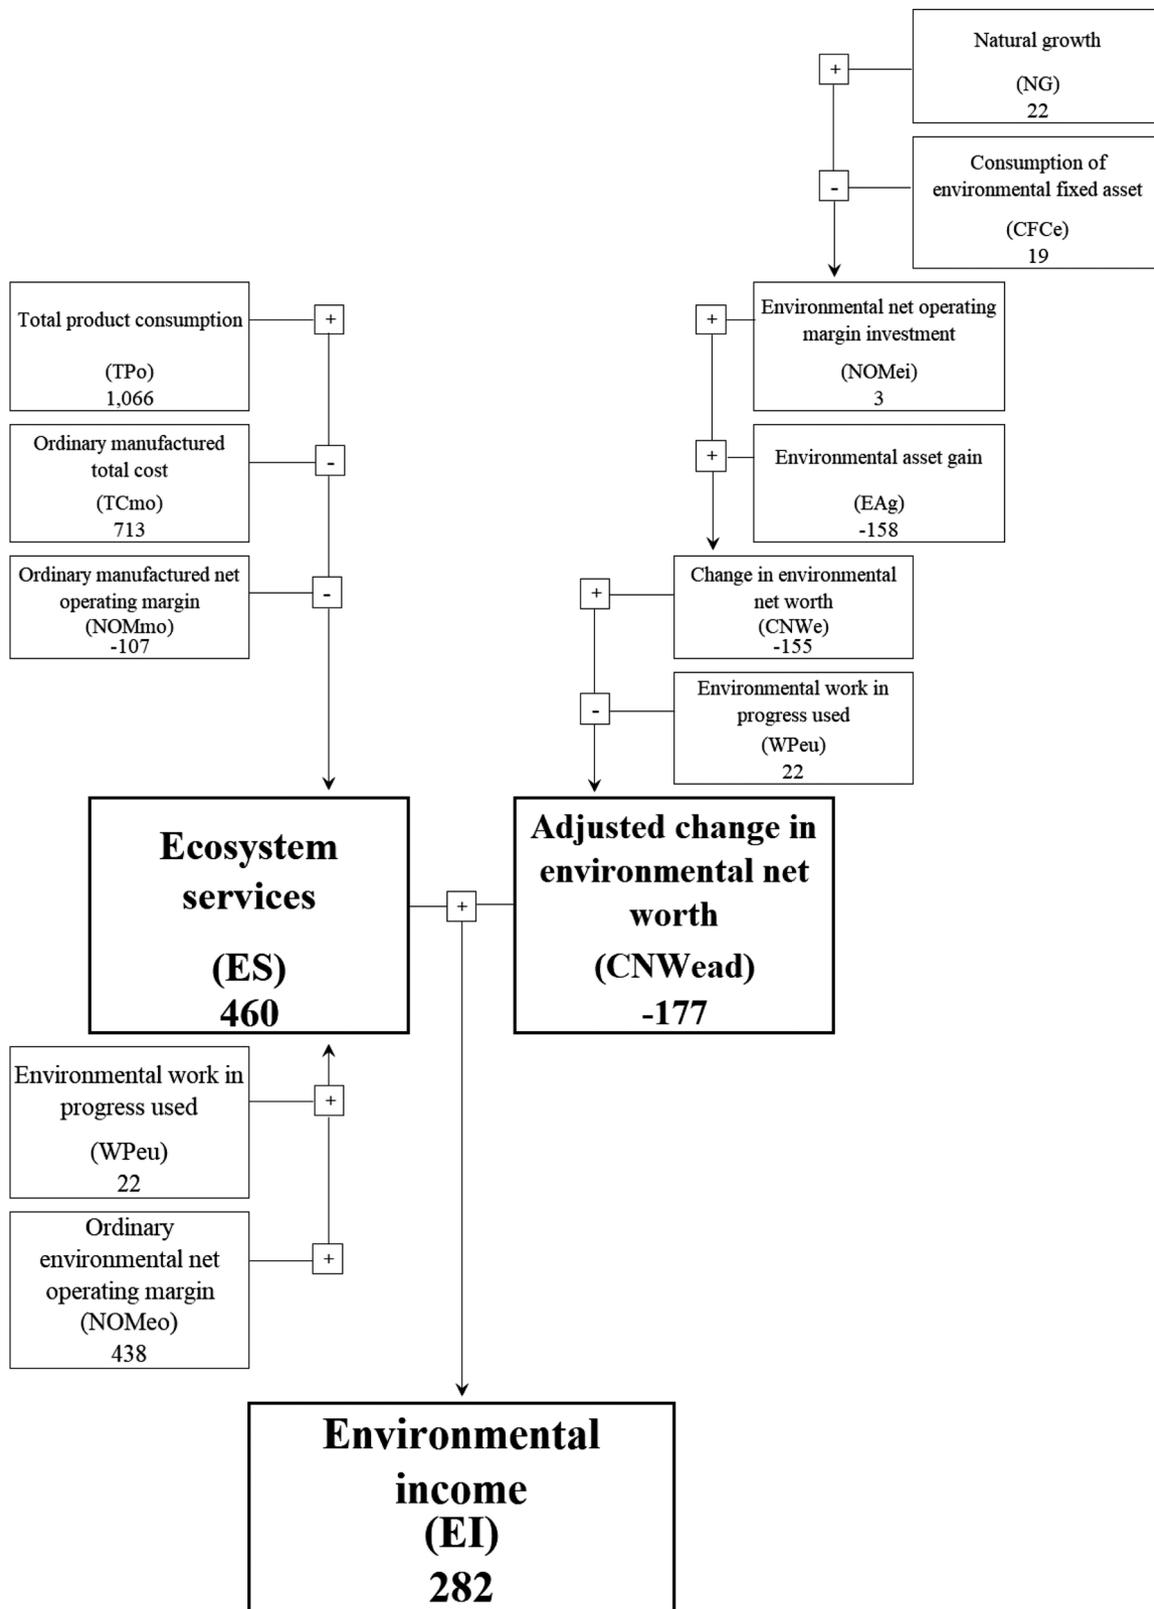 Natural growth
(NG)
22
+
Consumption of
environmental fixed asset
(CFCe)
19
-
Total product consumption
(TPo)
1,066
+
Environmental net operating
margin investment
(NOMei)
3
+
Ordinary manufactured
total cost
(TCmo)
713
-
Environmental asset gain
(EAg)
-158
+
Ordinary manufactured net
operating margin
(NOMmo)
-107
-
Change in environmental
net worth
(CNWe)
-155
+
Environmental work in
progress used
(WPeu)
22
-
Ecosystem
services
(ES)
460
+
Adjusted change in
environmental net
worth
(CNWead)
-177
Environmental work in
progress used
(WPeu)
22
+
Ordinary
environmental net
operating margin
(NOMeo)
438
+
Environmental
income
(EI)
282